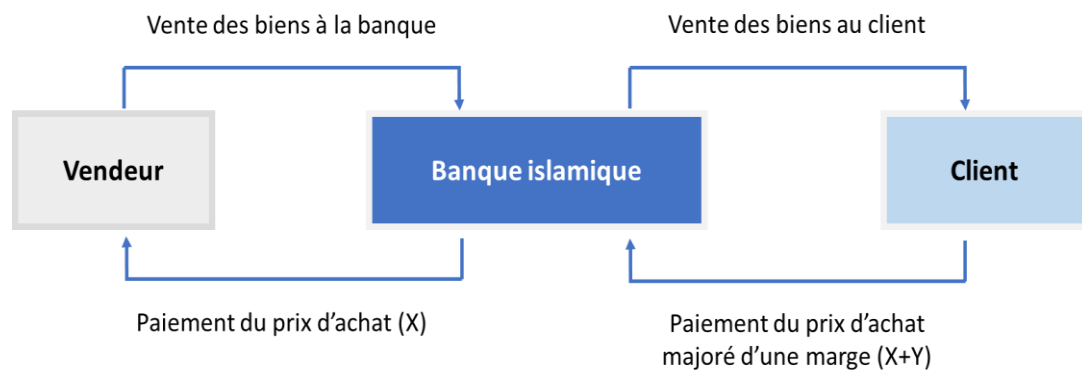 Vente des biens à la banque
Vente des biens au client
Vendeur
Banque islamique
Client
Paiement du prix d’achat (X)
Paiement du prix d’achat
majoré d’une marge (X+Y)